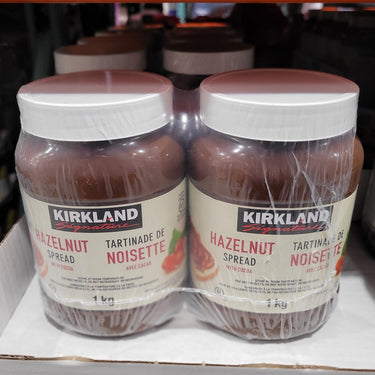 KIRKLAND
Signature
HAZELNUT
SPREAD
WITH COCOA
TARTINADE DE
NOISETTE
AVEC CACAO
1 kg
KIRKLAND
Signature
HAZELNUT
SPREAD
WITH COCOA
TARTINADE DE
NOISETTE
AVEC CACAO
1 kg